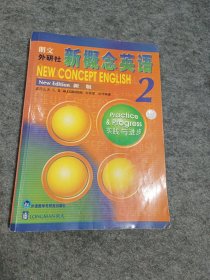 朗文
外研社
新概念英语
NEW CONCEPT ENGLISH
New Edition 新版
2
Practice
& Progress
实践与进步
外语教学与研究出版社
LONGMAN 朗文